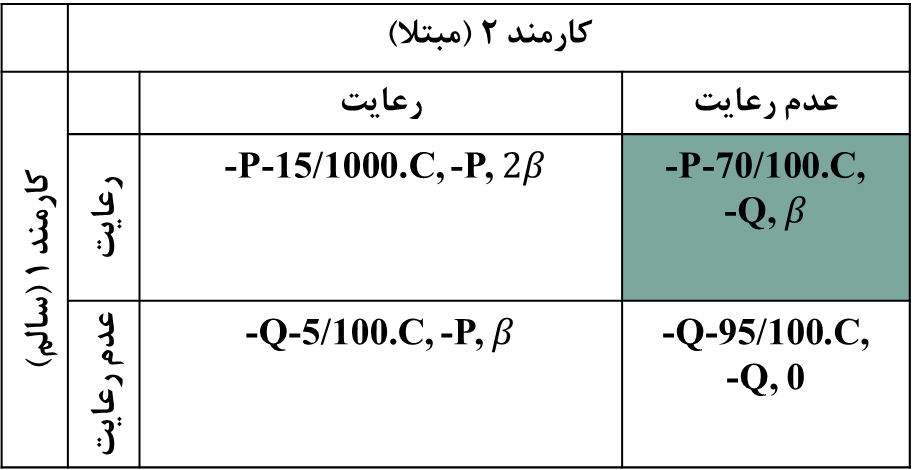 کارمند ۲ (مبتلا)
رعایت
عدم رعایت
کارمند ۱ (سالم)
رعایت
-P-15/1000.C, -P, 2β
-P-70/100.C,
-Q, β
عدم رعایت
-Q-5/100.C, -P, β
-Q-95/100.C,
-Q, 0